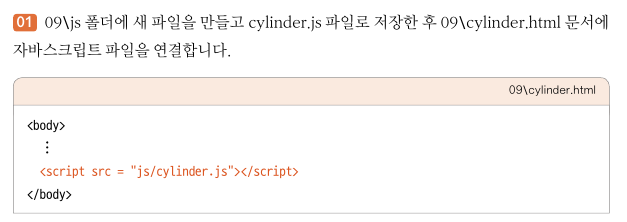 01 09\js 폴더에 새 파일을 만들고 cylinder.js 파일로 저장한 후 09\cylinder.html 문서에
자바스크립트 파일을 연결합니다.
09\cylinder.html
<body>
⋮
<script src = "js/cylinder.js"></script>
</body>